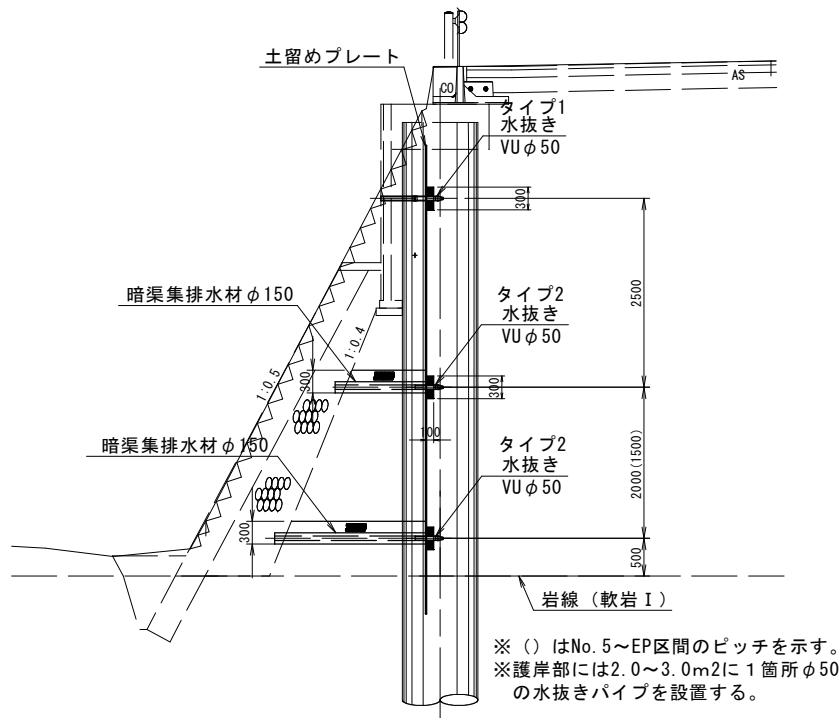 土留めプレート
CO
AS
タイプ1
水抜き
VUφ50
300
2500
暗渠集排水材φ150
タイプ2
水抜き
VUφ50
1:0.4
1:0.5
300
300
100
2000(1500)
暗渠集排水材φ150
タイプ2
水抜き
VUφ50
300
500
岩線（軟岩Ⅰ）
※（）はNo.5～EP区間のピッチを示す。
※護岸部には2.0～3.0m2に１箇所φ50
の水抜きパイプを設置する。